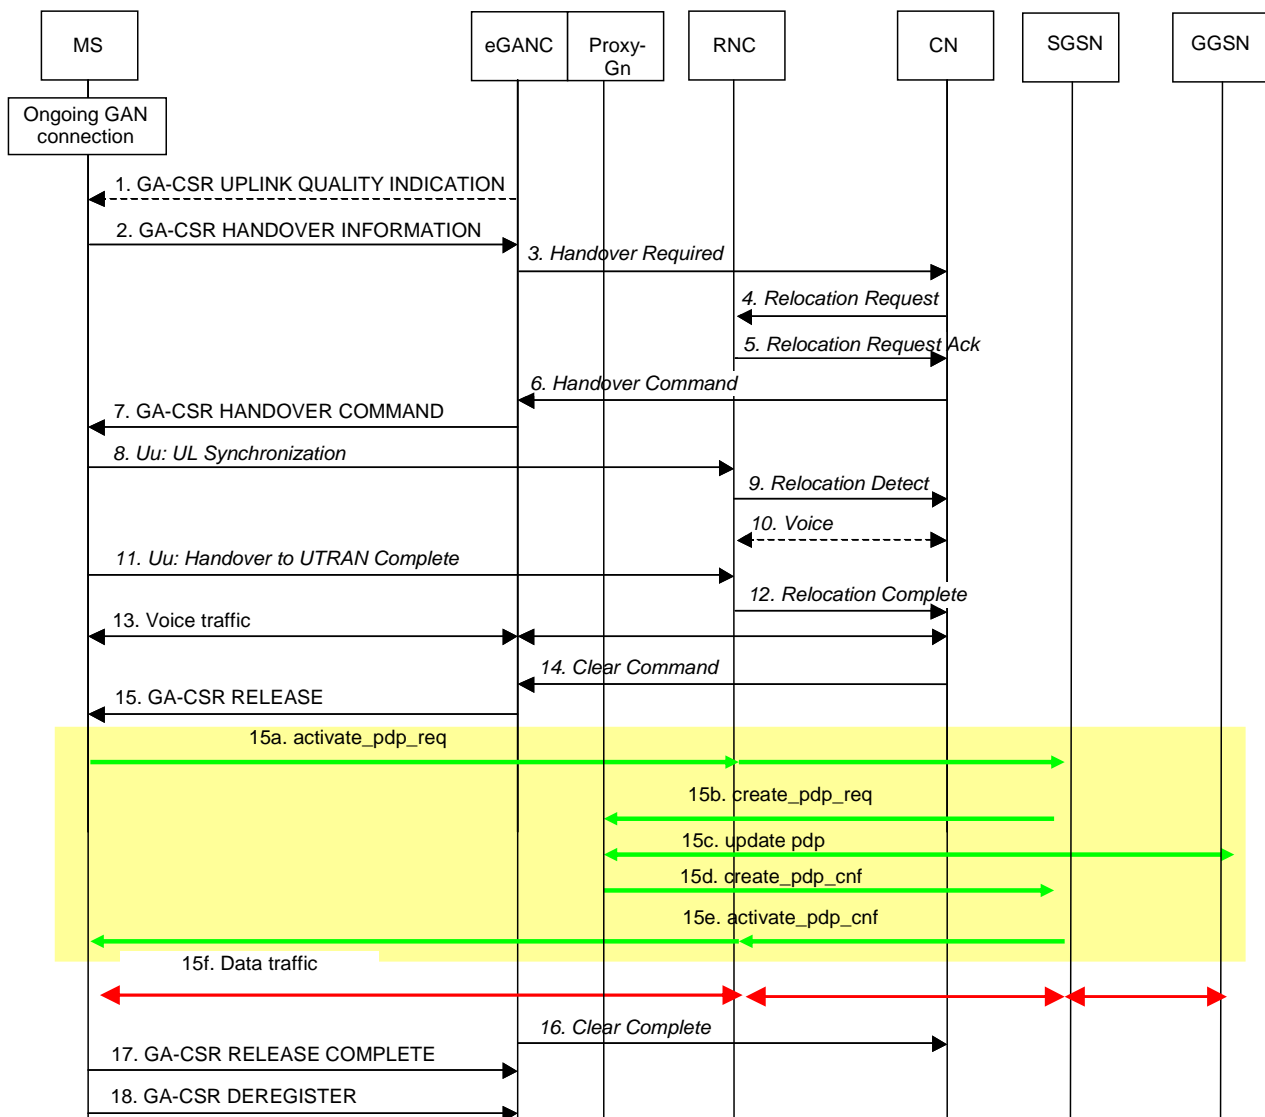 MS
eGANC
Proxy-
Gn
RNC
CN
SGSN
GGSN
Ongoing GAN
connection
1. GA-CSR UPLINK QUALITY INDICATION
2. GA-CSR HANDOVER INFORMATION
3. Handover Required
4. Relocation Request
5. Relocation Request Ack
6. Handover Command
7. GA-CSR HANDOVER COMMAND
8. Uu: UL Synchronization
9. Relocation Detect
10. Voice
11. Uu: Handover to UTRAN Complete
12. Relocation Complete
13. Voice traffic
14. Clear Command
15. GA-CSR RELEASE
15a. activate_pdp_req
15b. create_pdp_req
15c. update pdp
15d. create_pdp_cnf
15e. activate_pdp_cnf
15f. Data traffic
16. Clear Complete
17. GA-CSR RELEASE COMPLETE
18. GA-CSR DEREGISTER